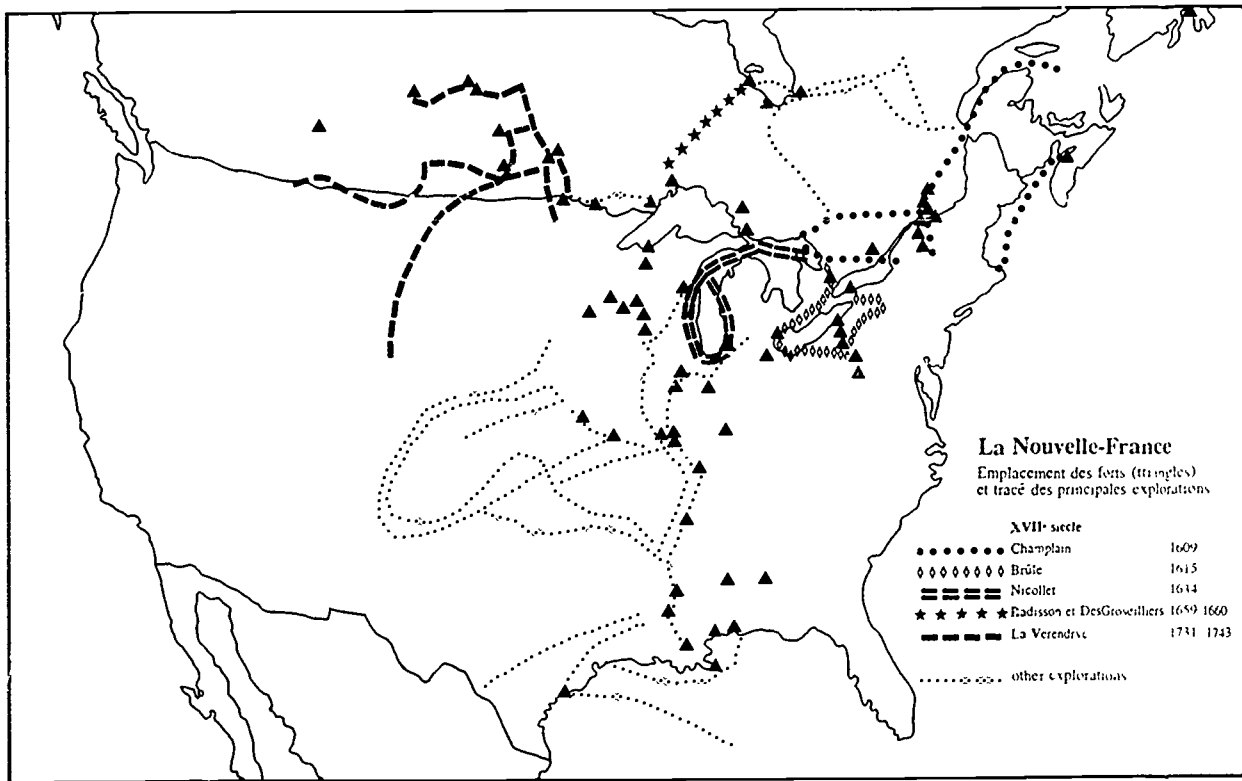 La Nouvelle-France
Emplacement des forts (triangles)
et tracé des principales explorations
XVIIe siècle
Champlain 1609
Brûle 1615
Nicollet 1634
Radisson et DesGroseilliers 1659-1660
La Verendrye 1731-1743
other explorations